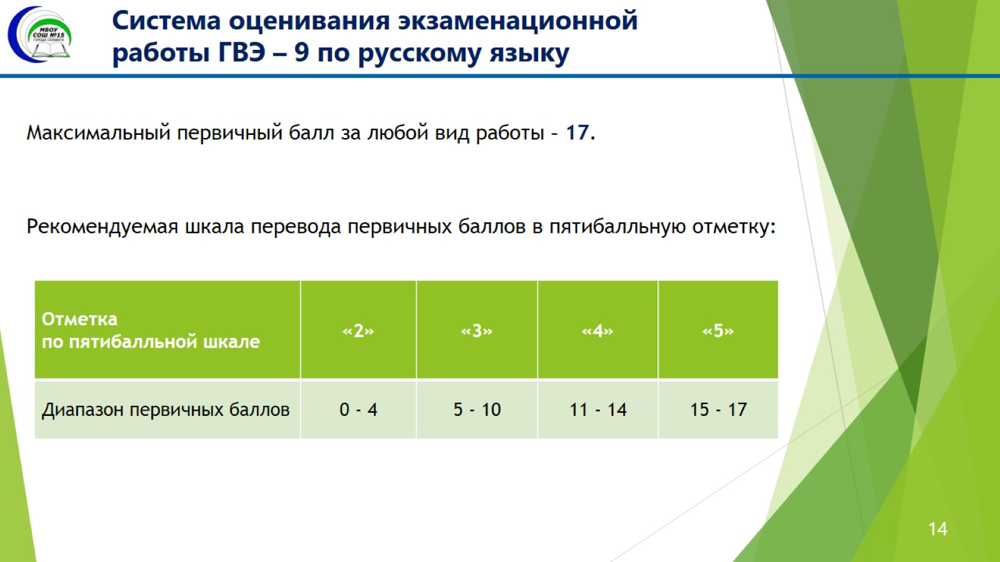 МБОУ
СОШ №15
ГОРОДА САЛАВАТА
Система оценивания экзаменационной
работы ГВЭ – 9 по русскому языку
Максимальный первичный балл за любой вид работы - 17.
Рекомендуемая шкала перевода первичных баллов в пятибалльную отметку:
Отметка
по пятибалльной шкале
«2»
«3»
«4»
«5»
Диапазон первичных баллов
0 - 4
5 - 10
11 - 14
15 - 17
14